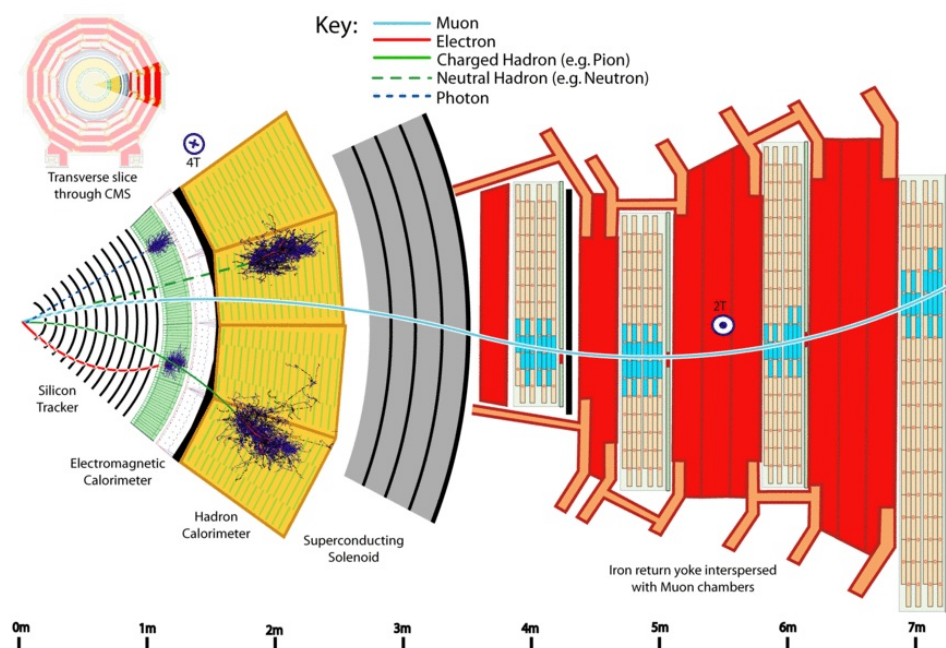 Key:
Muon
Electron
Charged Hadron (e.g. Pion)
Neutral Hadron (e.g. Neutron)
Photon
Transverse slice
through CMS
4T
2T
Silicon
Tracker
Electromagnetic
Calorimeter
Hadron
Calorimeter
Superconducting
Solenoid
Iron return yoke interspersed
with Muon chambers
0m
1m
2m
3m
4m
5m
6m
7m